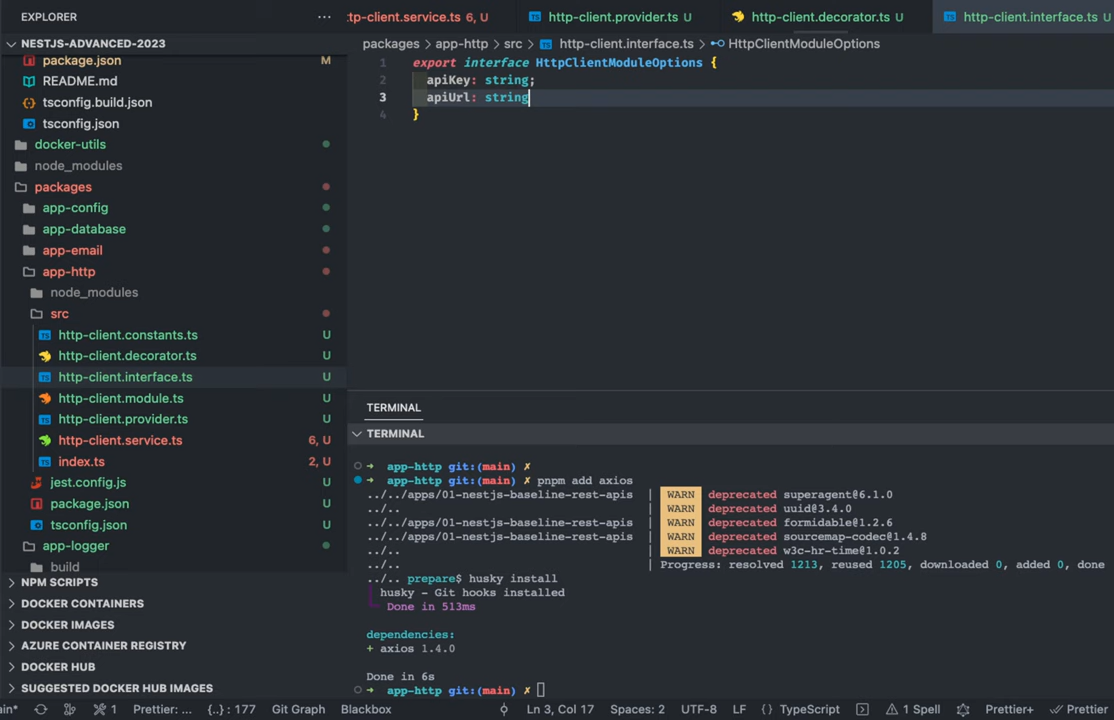 EXPLORER
NESTJS-ADVANCED-2023
package.json M
README.md
tsconfig.build.json
tsconfig.json
docker-utils
node_modules
packages
app-config
app-database
app-email
app-http
node_modules
src
http-client.constants.ts U
http-client.decorator.ts U
http-client.interface.ts U
http-client.module.ts U
http-client.provider.ts U
http-client.service.ts 6, U
index.ts 2, U
jest.config.js U
package.json U
tsconfig.json U
app-logger
build
NPM SCRIPTS
DOCKER CONTAINERS
DOCKER IMAGES
AZURE CONTAINER REGISTRY
DOCKER HUB
SUGGESTED DOCKER HUB IMAGES
tp-client.service.ts 6, U http-client.provider.ts U http-client.decorator.ts U http-client.interface.ts U
packages > app-http > src > http-client.interface.ts > HttpClientModuleOptions
1 export interface HttpClientModuleOptions {
2 apiKey: string;
3 apiUrl: string
4 }
TERMINAL
TERMINAL
➜ app-http git:(main) ✗
➜ app-http git:(main) ✗ pnpm add axios
../../apps/01-nestjs-baseline-rest-apis | WARN deprecated superagent@6.1.0
../.. | WARN deprecated uuid@3.4.0
../../apps/01-nestjs-baseline-rest-apis | WARN deprecated formidable@1.2.6
../../apps/01-nestjs-baseline-rest-apis | WARN deprecated sourcemap-codec@1.4.8
../.. | WARN deprecated w3c-hr-time@1.0.2
../.. | Progress: resolved 1213, reused 1205, downloaded 0, added 0, done
../.. prepare$ husky install
husky - Git hooks installed
Done in 513ms
dependencies:
+ axios 1.4.0
Done in 6s
➜ app-http git:(main) ✗
ain* 1 Prettier: ... {..} : 177 Git Graph Blackbox Ln 3, Col 17 Spaces: 2 UTF-8 LF {} TypeScript 1 Spell Prettier+ Prettier